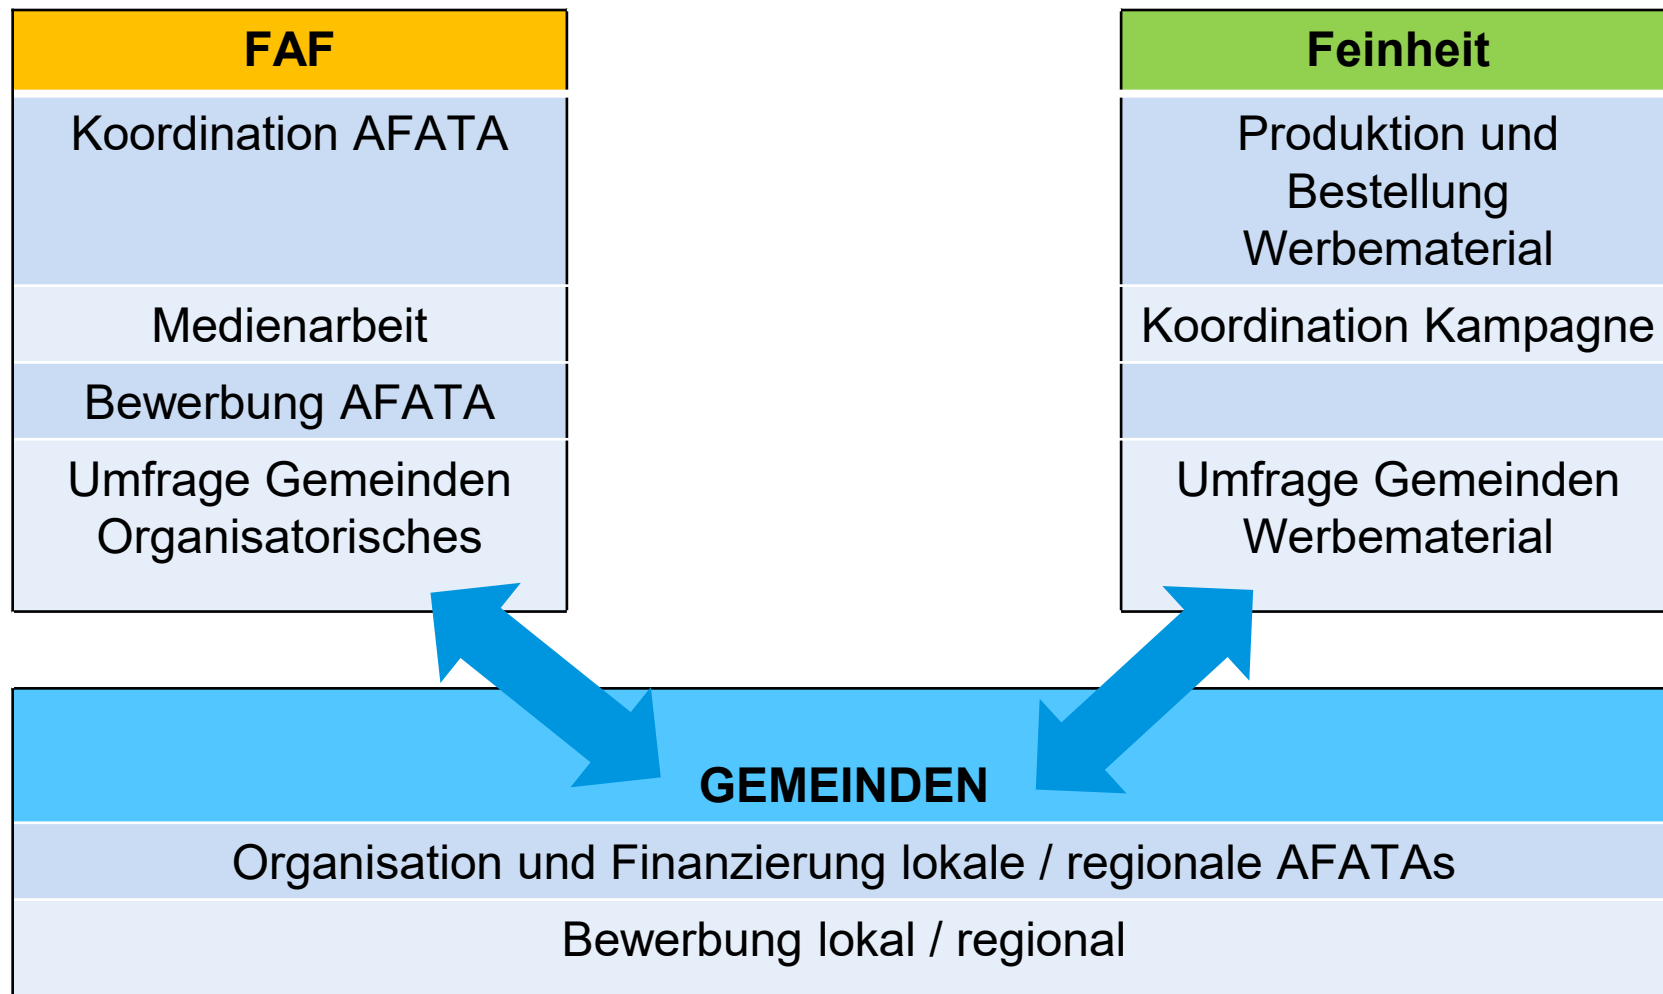 FAF
Koordination AFATA
Medienarbeit
Bewerbung AFATA
Umfrage Gemeinden
Organisatorisches
Feinheit
Produktion und
Bestellung
Werbematerial
Koordination Kampagne
Umfrage Gemeinden
Werbematerial
GEMEINDEN
Organisation und Finanzierung lokale / regionale AFATAs
Bewerbung lokal / regional